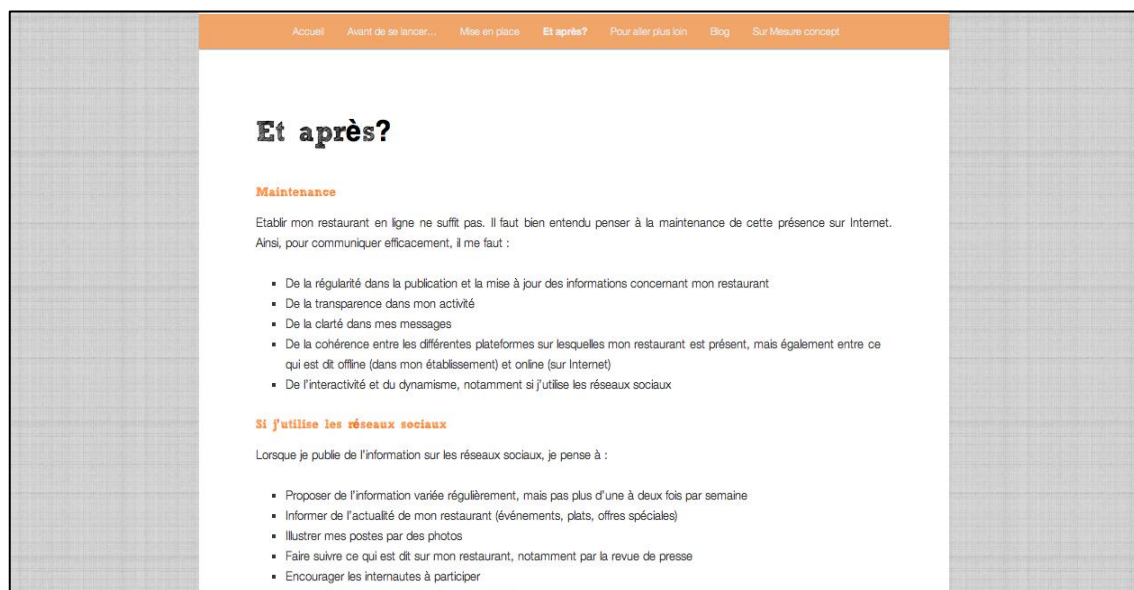 Accueil Avant de se lancer... Mise en place Et après? Pour aller plus loin Blog Sur Mesure concept
Et après?
Maintenance
Etablir mon restaurant en ligne ne suffit pas. Il faut bien entendu penser à la maintenance de cette présence sur Internet.
Ainsi, pour communiquer efficacement, il me faut :
▪ De la régularité dans la publication et la mise à jour des informations concernant mon restaurant
▪ De la transparence dans mon activité
▪ De la clarté dans mes messages
▪ De la cohérence entre les différentes plateformes sur lesquelles mon restaurant est présent, mais également entre ce
qui est dit offline (dans mon établissement) et online (sur Internet)
▪ De l'interactivité et du dynamisme, notamment si j'utilise les réseaux sociaux
Si j'utilise les réseaux sociaux
Lorsque je publie de l'information sur les réseaux sociaux, je pense à :
▪ Proposer de l'information variée régulièrement, mais pas plus d'une à deux fois par semaine
▪ Informer de l'actualité de mon restaurant (événements, plats, offres spéciales)
▪ Illustrer mes postes par des photos
▪ Faire suivre ce qui est dit sur mon restaurant, notamment par la revue de presse
▪ Encourager les internautes à participer